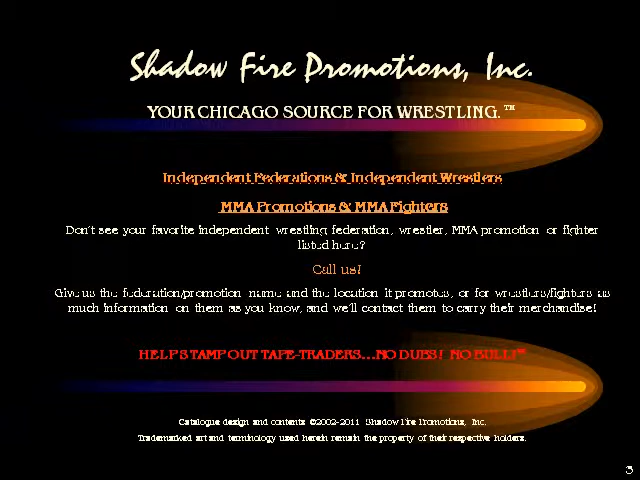 Shadow Fire Promotions, Inc.
YOUR CHICAGO SOURCE FOR WRESTLING.™
Independent Federations & Independent Wrestlers
MMA Promotions & MMA Fighters
Don't see your favorite independent wrestling federation, wrestler, MMA promotion or fighter
listed here?
Call us!
Give us the federation/promotion name and the location it promotes, or for wrestlers/fighters as
much information on them as you know, and we'll contact them to carry their merchandise!
HELP STAMP OUT TAPE-TRADERS...NO DUBS! NO BULL!™
Catalogue design and contents ©2002-2011 Shadow Fire Promotions, Inc.
Trademarked art and terminology used herein remain the property of their respective holders.
3